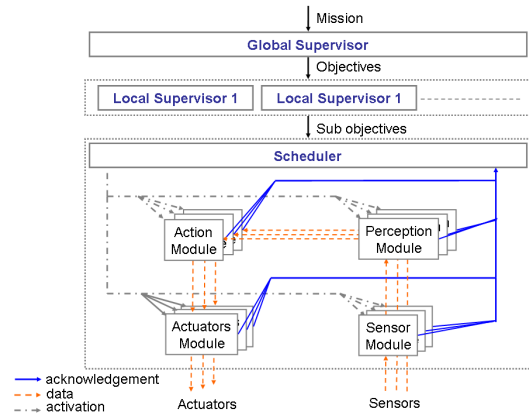 Mission
Global Supervisor
Objectives
Local Supervisor 1
Local Supervisor 1
Sub objectives
Scheduler
Action
Module
Perception
Module
Actuators
Module
Sensor
Module
acknowledgement
data
activation
Actuators
Sensors